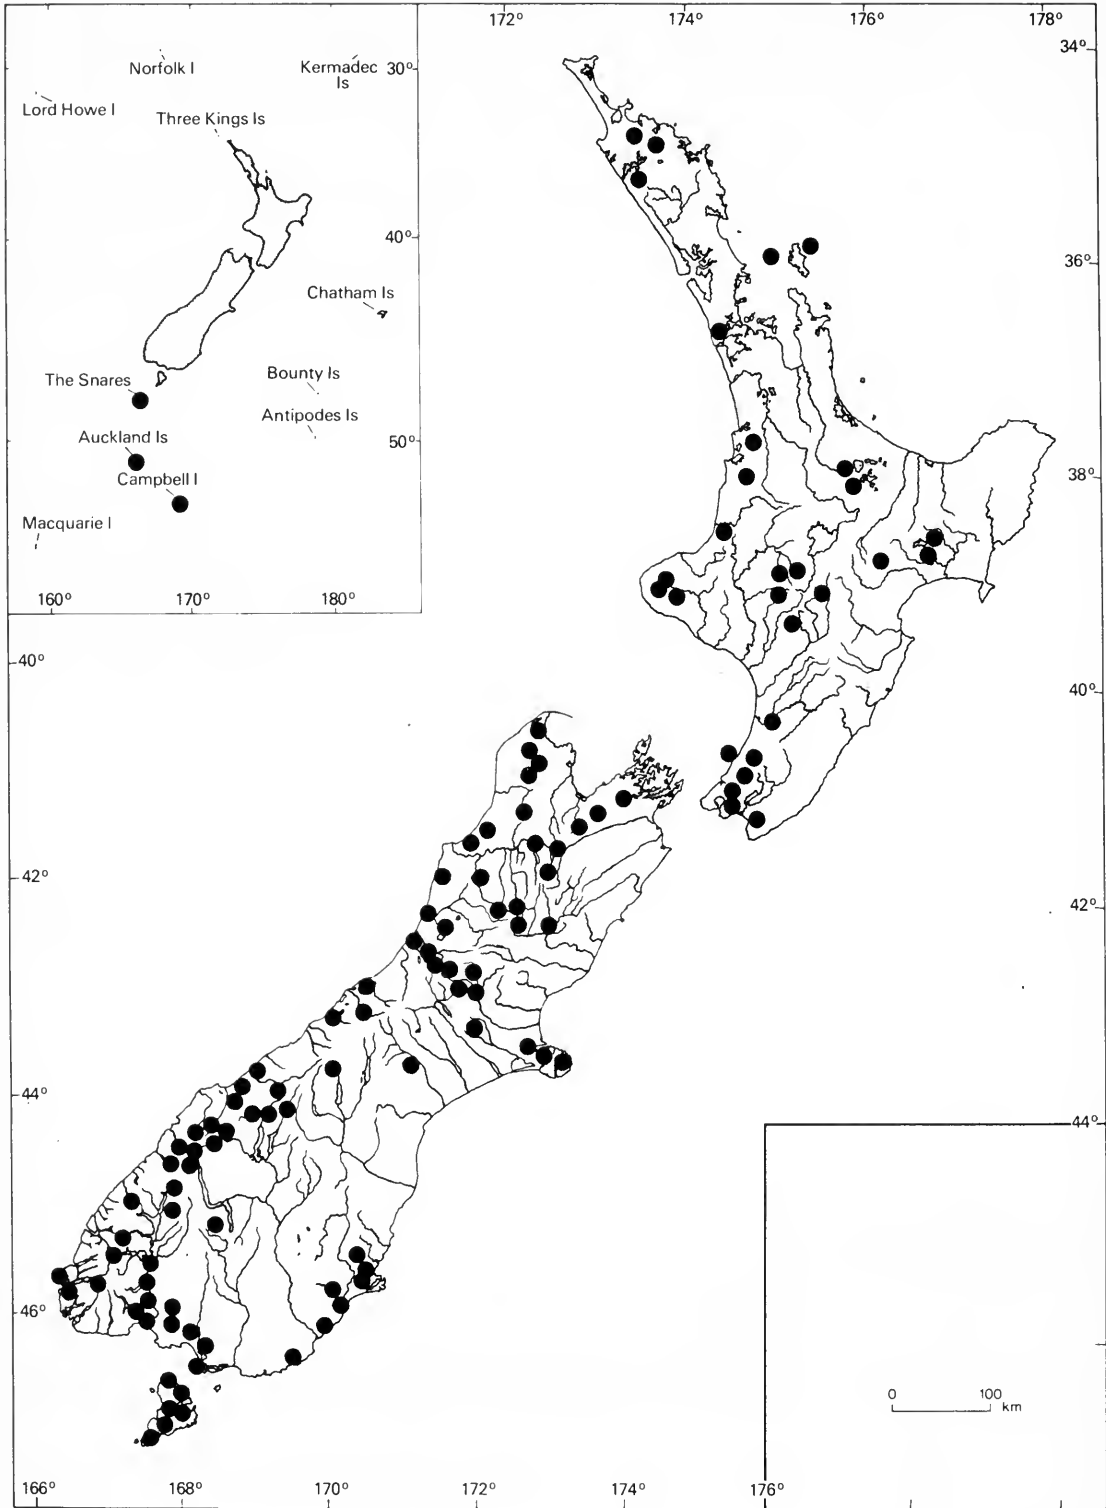 172° 174° 176° 178°
34°
Norfolk I
Kermadec
Is
30°
Lord Howe I
Three Kings Is
40°
36°
Chatham Is
The Snares
Bounty Is
Antipodes Is
Auckland Is
50°
Campbell I
38°
Macquarie I
160° 170° 180°
40°
40°
42°
42°
44°
44°
46°
0 100
km
166° 168° 170° 172° 174° 176°